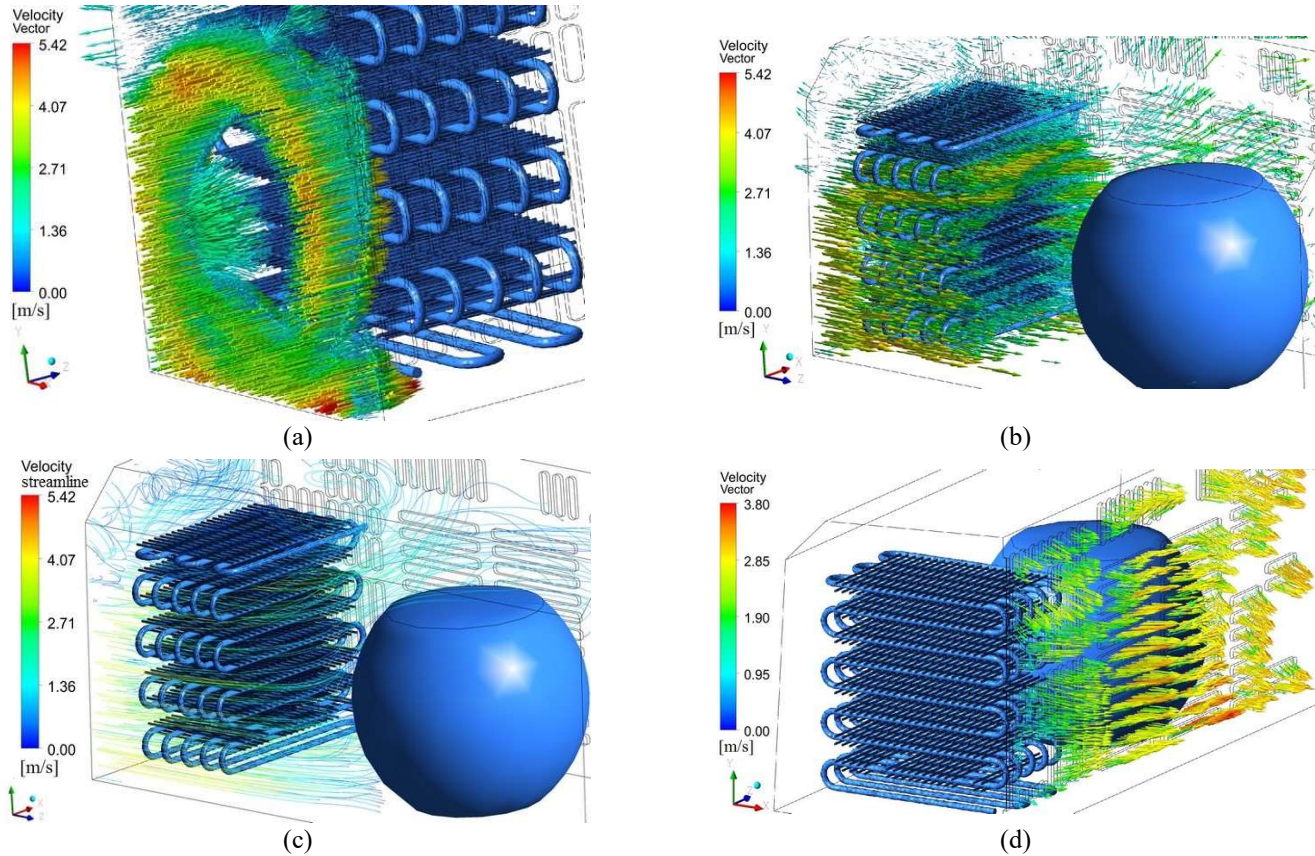 Velocity
Vector
5.42
4.07
2.71
1.36
0.00
[m/s]
Y
Z
(a)
Velocity
Vector
5.42
4.07
2.71
1.36
0.00
[m/s]
Y
X
Z
(b)
Velocity
streamline
5.42
4.07
2.71
1.36
0.00
[m/s]
Y
X
Z
(c)
Velocity
Vector
3.80
2.85
1.90
0.95
0.00
[m/s]
Y
Z
X
(d)